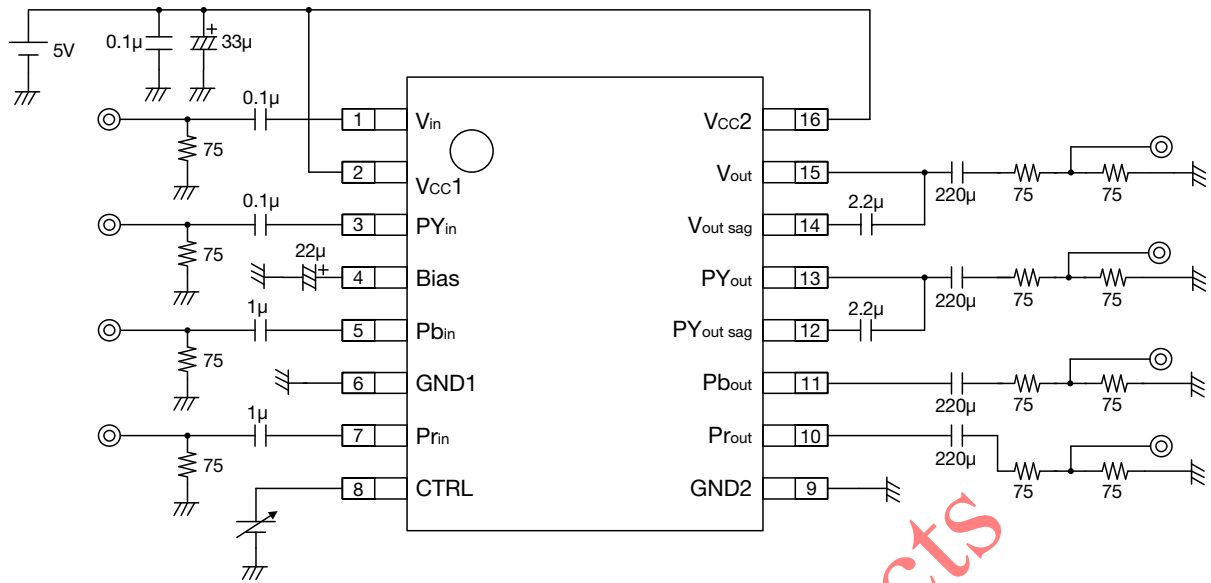 5V
0.1µ
33µ
+
0.1µ
75
1
Vin
2
VCC1
0.1µ
75
3
PYin
22µ
+
4
Bias
1µ
75
5
Pbin
6
GND1
1µ
75
7
Prin
8
CTRL
VCC2
16
Vout
15
220µ
75
75
Vout sag
14
2.2µ
PYout
13
220µ
75
75
PYout sag
12
2.2µ
Pbout
11
220µ
75
75
Prout
10
220µ
75
75
GND2
9
cts